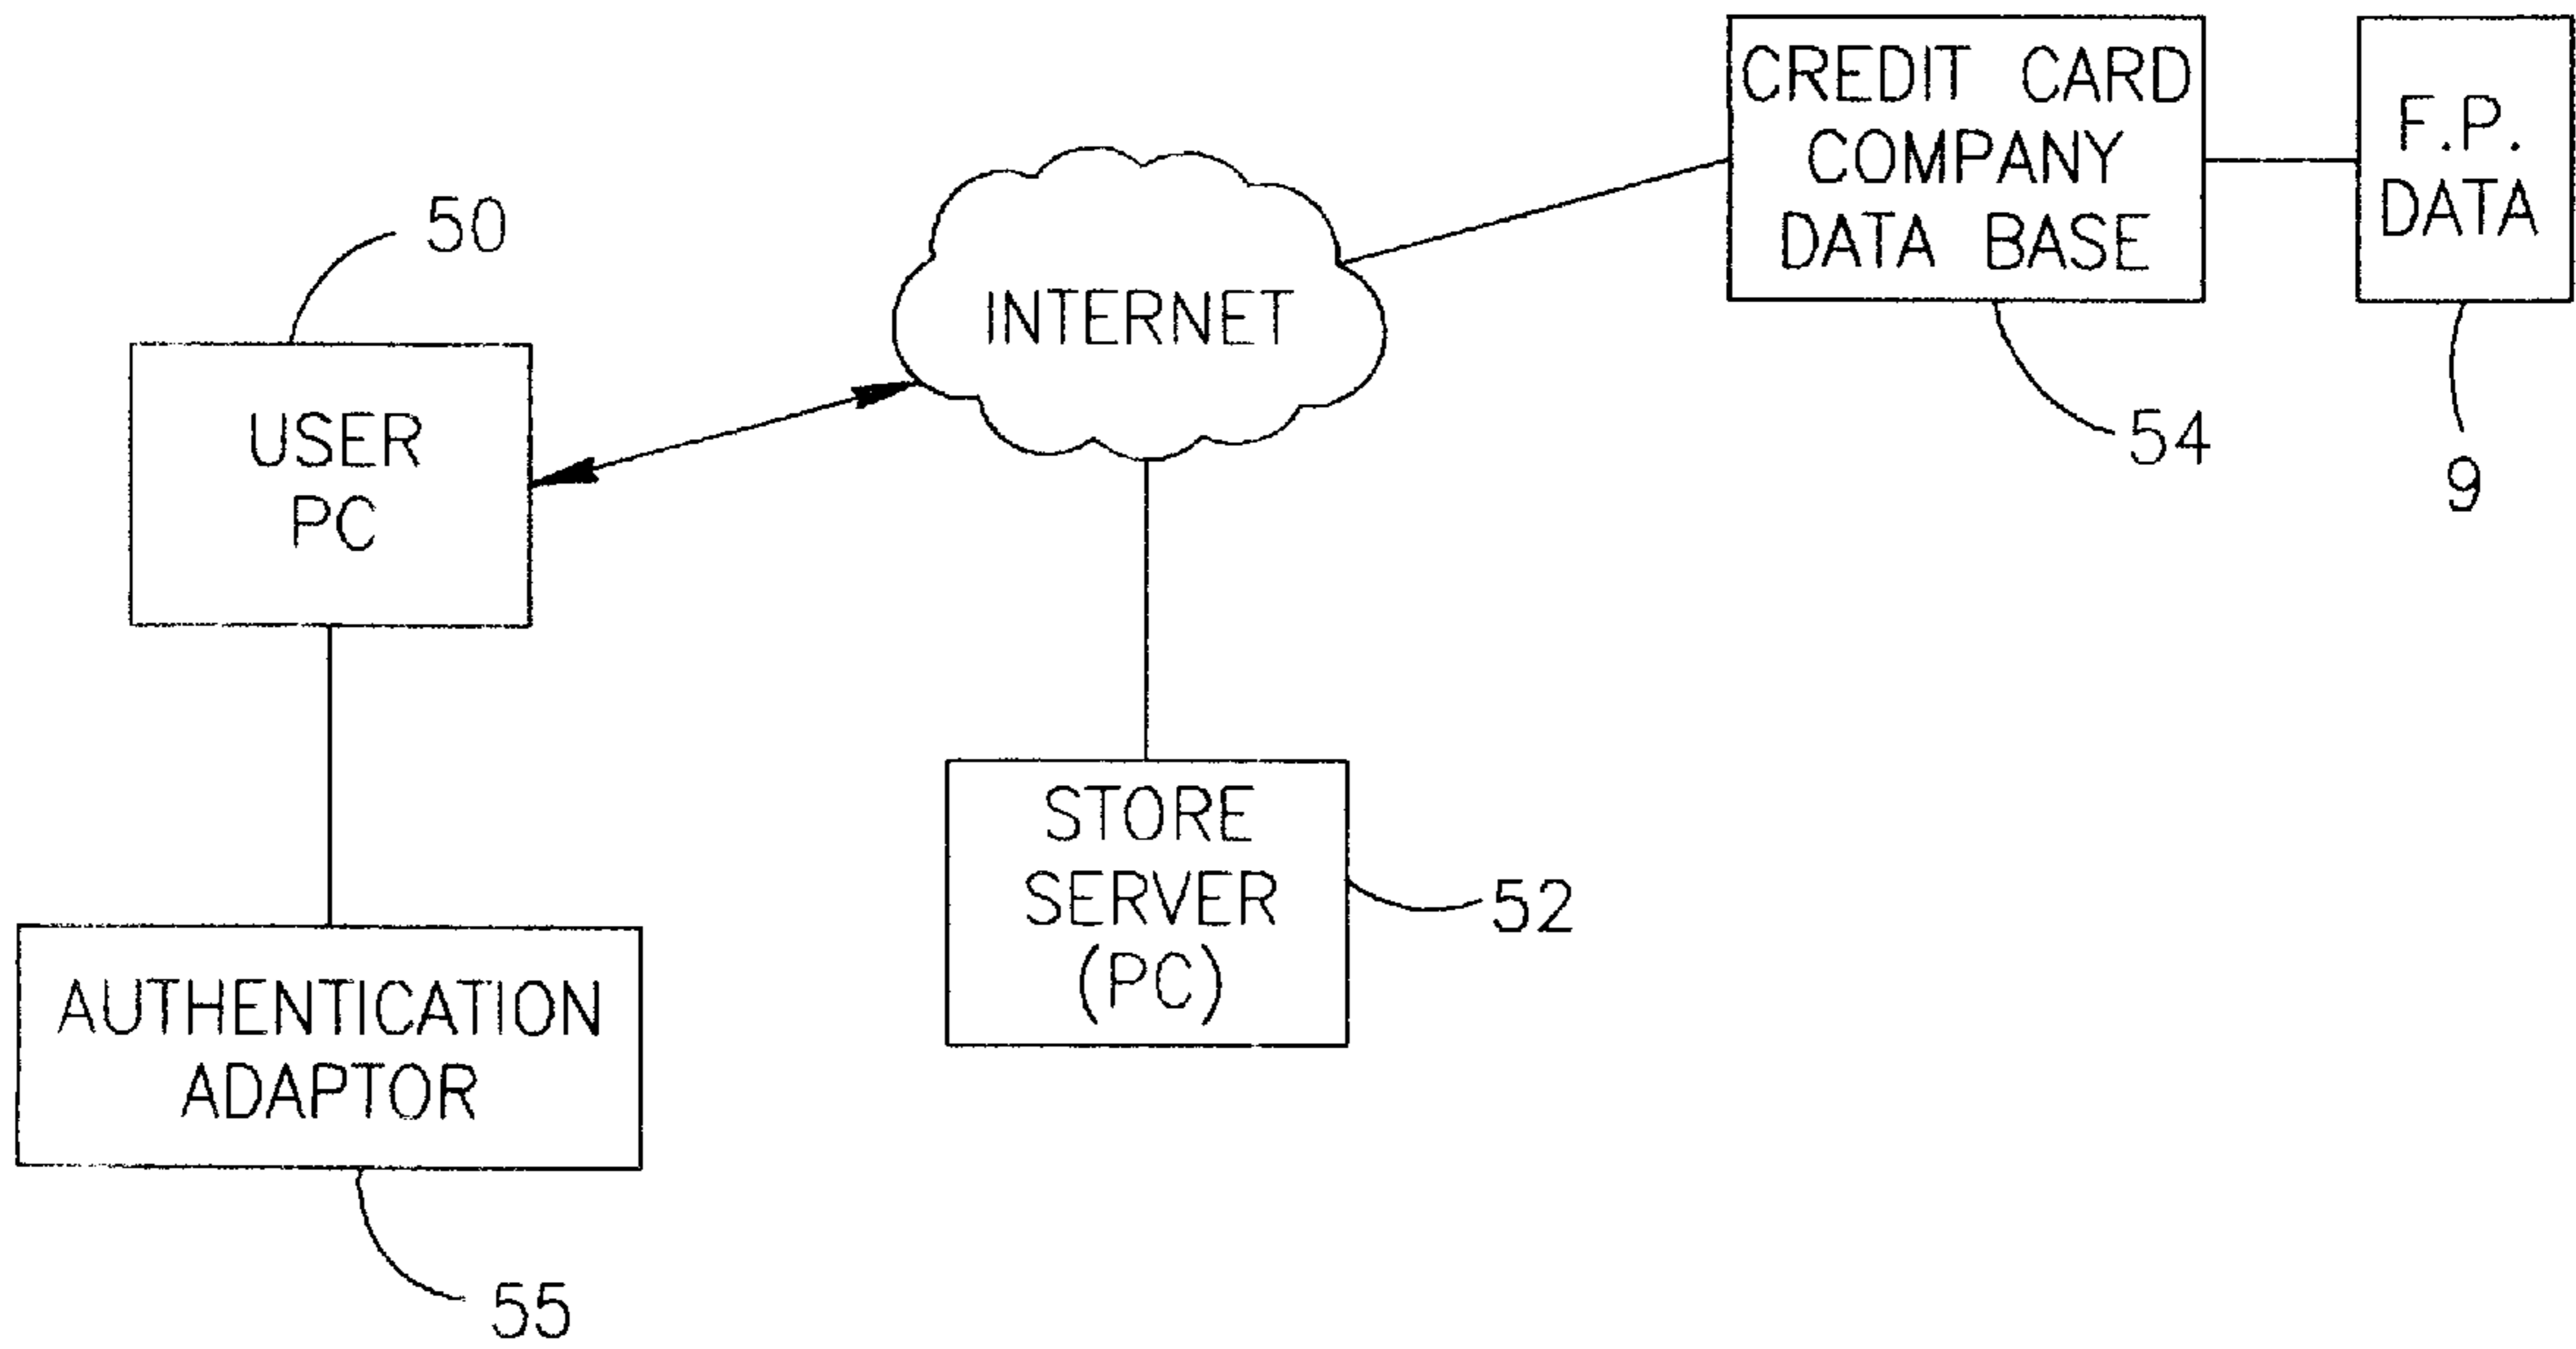 CREDIT CARD
COMPANY
DATA BASE
F.P.
DATA
50
INTERNET
54
9
USER
PC
STORE
SERVER
(PC)
52
AUTHENTICATION
ADAPTOR
55